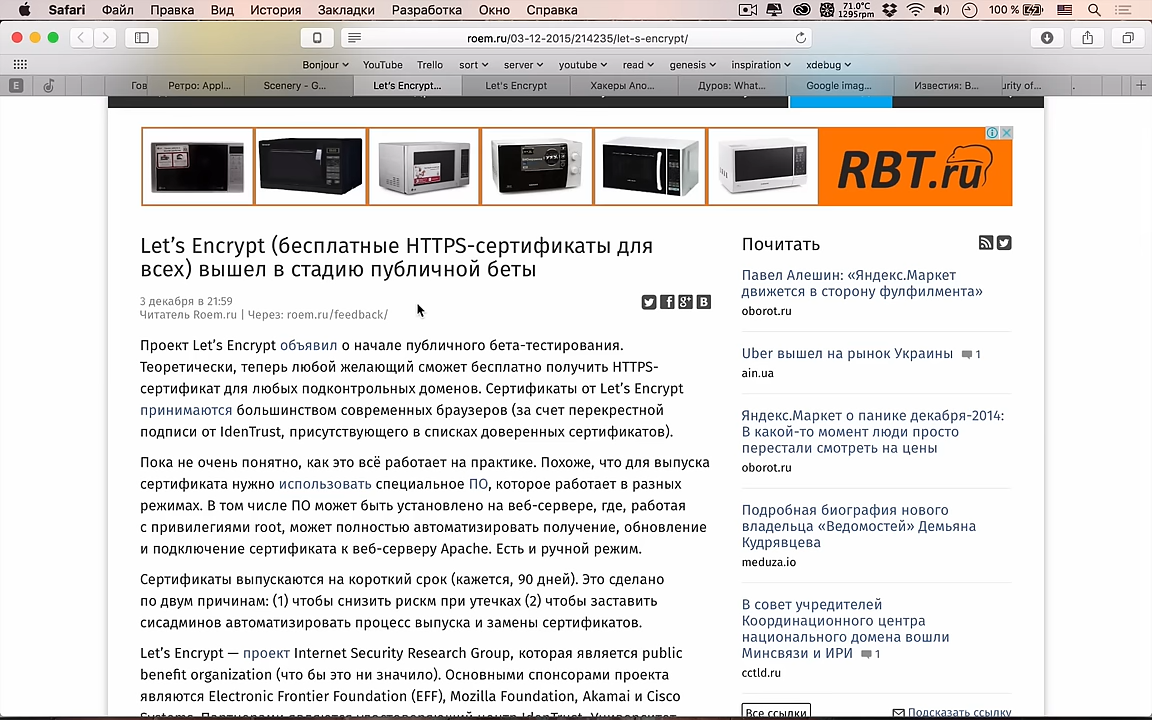 Safari Файл Правка Вид История Закладки Разработка Окно Справка
71.0°C
1295rpm
100 %
roem.ru/03-12-2015/214235/let-s-encrypt/
Bonjour YouTube Trello sort server youtube read genesis inspiration xdebug
E Гов Ретро: Appl... Scenery - G... Let's Encrypt... Let's Encrypt Хакеры Ano... Дуров: What... Google imag... Известия: В... urity of...
RBT.ru
Let's Encrypt (бесплатные HTTPS-сертификаты для
всех) вышел в стадию публичной беты
3 декабря в 21:59
Читатель Roem.ru | Через: roem.ru/feedback/
Проект Let's Encrypt объявил о начале публичного бета-тестирования.
Теоретически, теперь любой желающий сможет бесплатно получить HTTPS-
сертификат для любых подконтрольных доменов. Сертификаты от Let's Encrypt
принимаются большинством современных браузеров (за счет перекрестной
подписи от IdenTrust, присутствующего в списках доверенных сертификатов).
Пока не очень понятно, как это всё работает на практике. Похоже, что для выпуска
сертификата нужно использовать специальное ПО, которое работает в разных
режимах. В том числе ПО может быть установлено на веб-сервере, где, работая
с привилегиями root, может полностью автоматизировать получение, обновление
и подключение сертификата к веб-серверу Apache. Есть и ручной режим.
Сертификаты выпускаются на короткий срок (кажется, 90 дней). Это сделано
по двум причинам: (1) чтобы снизить рискм при утечках (2) чтобы заставить
сисадминов автоматизировать процесс выпуска и замены сертификатов.
Let's Encrypt — проект Internet Security Research Group, которая является public
benefit organization (что бы это ни значило). Основными спонсорами проекта
являются Electronic Frontier Foundation (EFF), Mozilla Foundation, Akamai и Cisco
Systems. Партнерами являются удостоверяющий центр IdenTrust, Университет
Почитать
Павел Алешин: «Яндекс.Маркет
движется в сторону фулфилмента»
oborot.ru
Uber вышел на рынок Украины 1
ain.ua
Яндекс.Маркет о панике декабря-2014:
В какой-то момент люди просто
перестали смотреть на цены
oborot.ru
Подробная биография нового
владельца «Ведомостей» Демьяна
Кудрявцева
meduza.io
В совет учредителей
Координационного центра
национального домена вошли
Минсвязи и ИРИ 1
cctld.ru
Все ссылки Подсказать ссылку